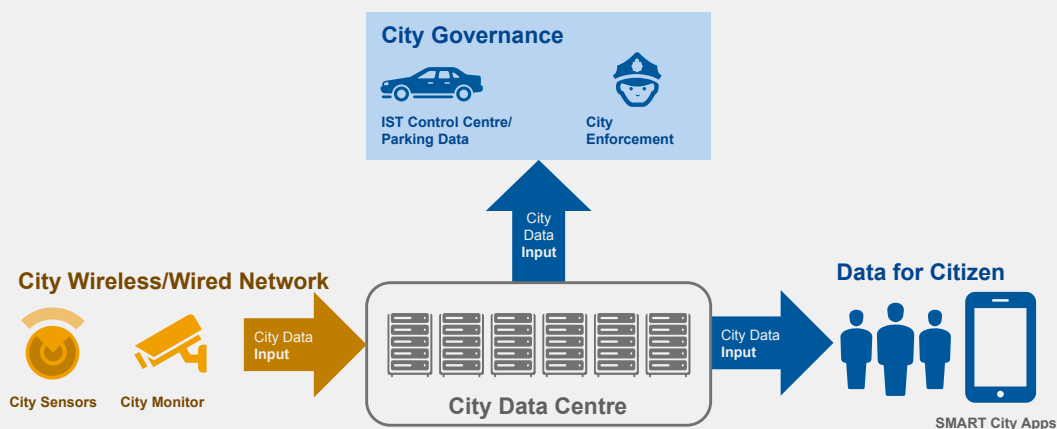 City Governance
IST Control Centre/
Parking Data
City
Enforcement
City
Data
Input
City Wireless/Wired Network
City Sensors
City Monitor
City Data
Input
City Data Centre
City Data
Input
Data for Citizen
SMART City Apps